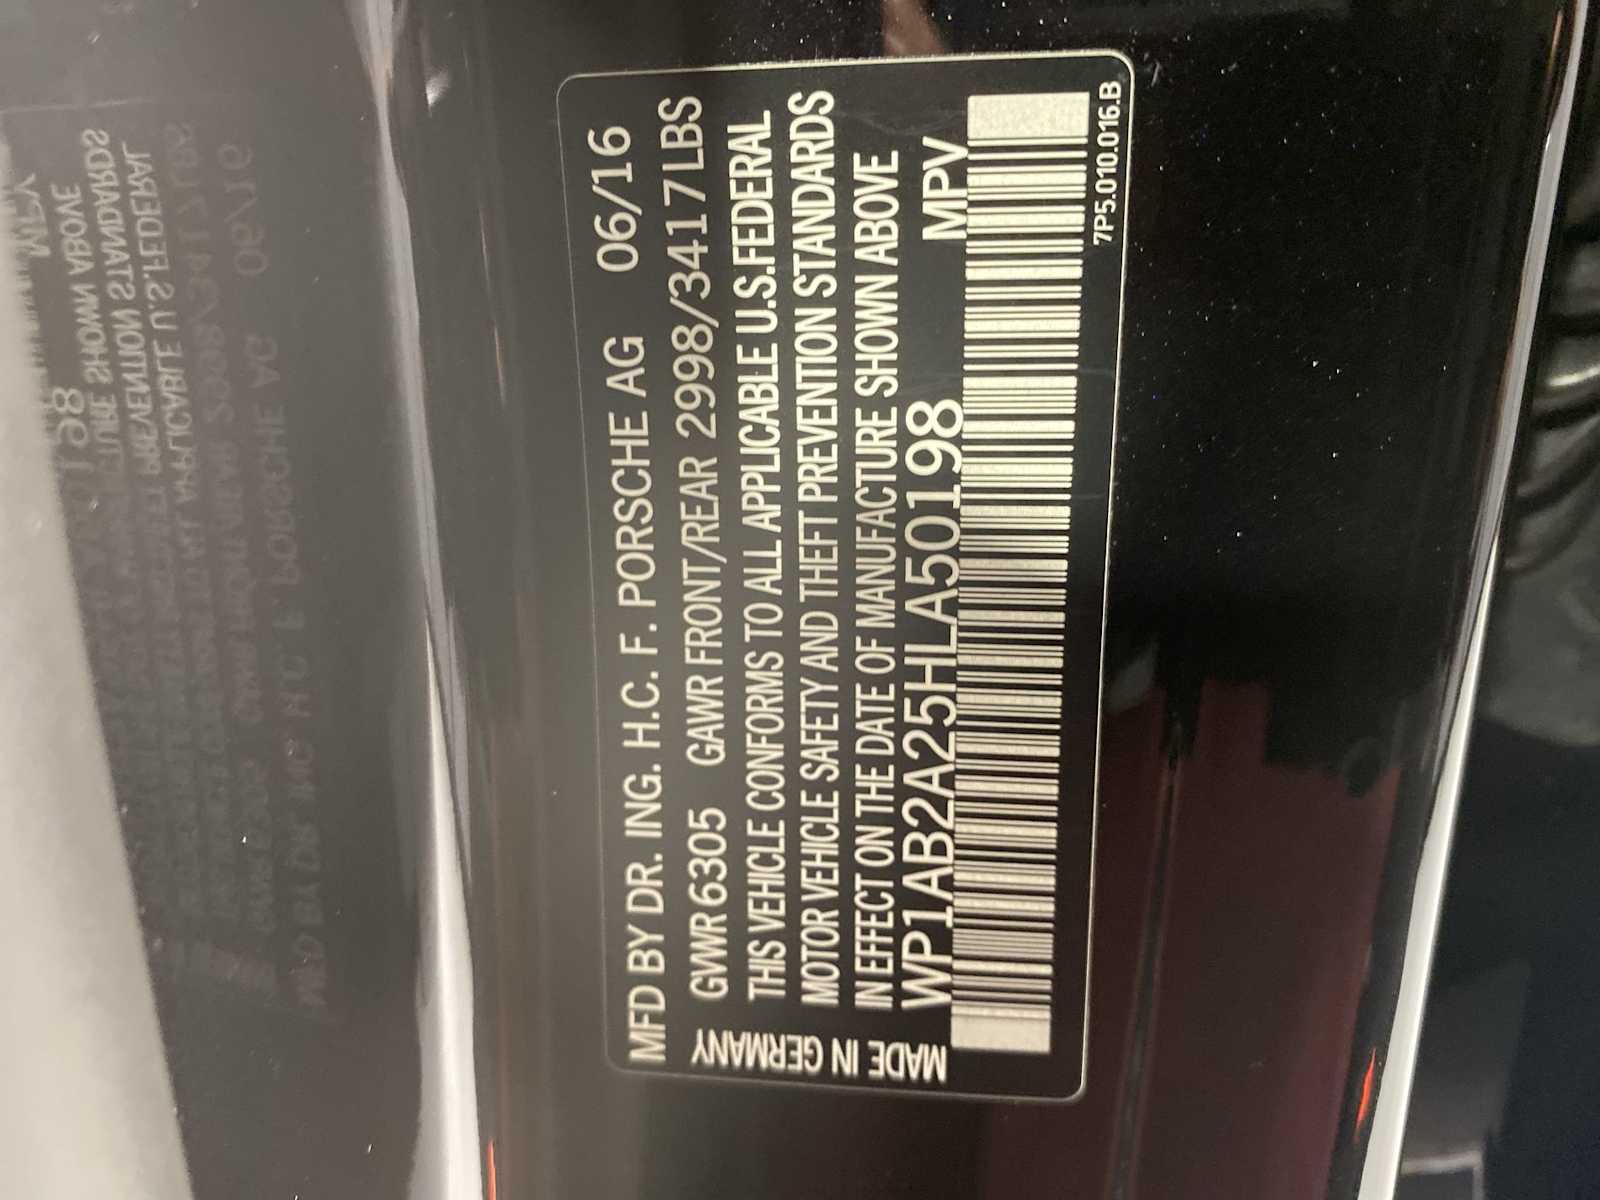 MFD BY DR. ING. H.C. F. PORSCHE AG 06/16
GVWR6305 GAWR FRONT/REAR 2998/3417LBS
THIS VEHICLE CONFORMS TO ALL APPLICABLE U.S.FEDERAL
MOTOR VEHICLE SAFETY AND THEFT PREVENTION STANDARDS
IN EFFECT ON THE DATE OF MANUFACTURE SHOWN ABOVE
WP1AB2A25HLA50198 MPV
MADE IN GERMANY
7P5.010.016.B